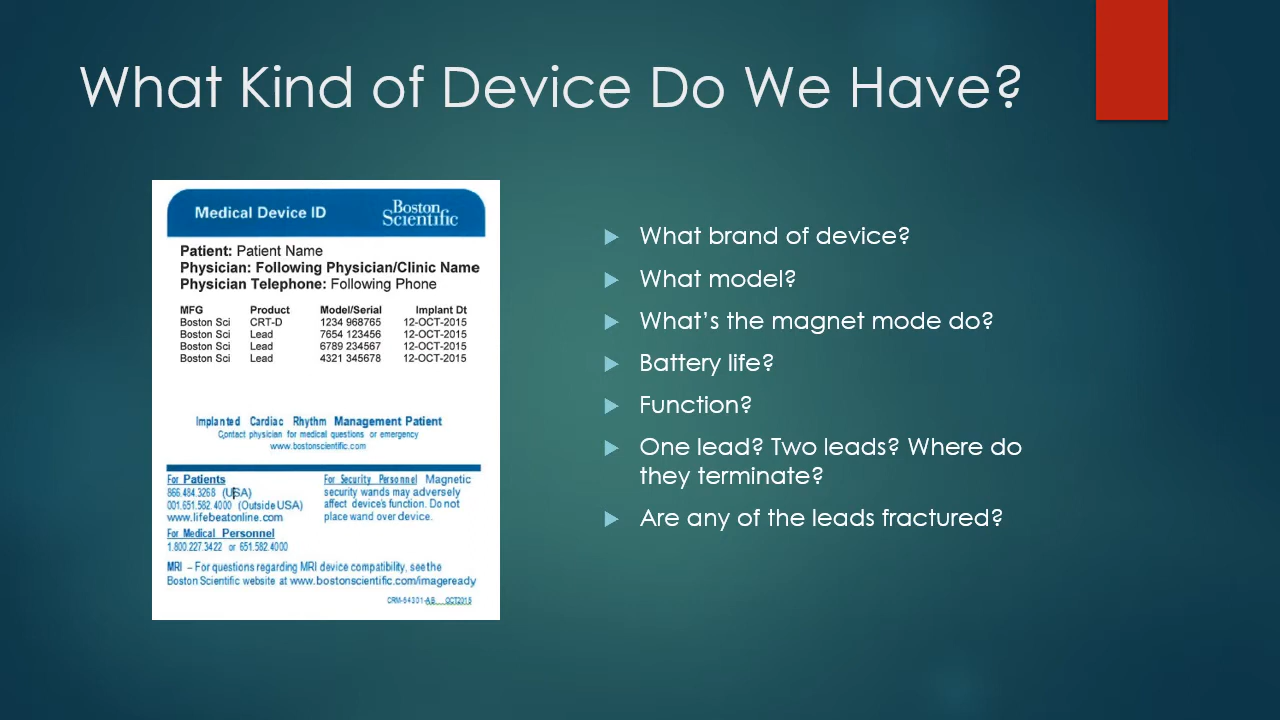 What Kind of Device Do We Have?
Medical Device ID
Boston
Scientific
Patient: Patient Name
Physician: Following Physician/Clinic Name
Physician Telephone: Following Phone
MFG Product Model/Serial Implant Dt
Boston Sci CRT-D 1234 968765 12-OCT-2015
Boston Sci Lead 7654 123456 12-OCT-2015
Boston Sci Lead 6789 234567 12-OCT-2015
Boston Sci Lead 4321 345678 12-OCT-2015
Implanted Cardiac Rhythm Management Patient
Contact physician for medical questions or emergency
www.bostonscientific.com
For Patients
866.484.3268 (USA)
001.651.582.4000 (Outside USA)
www.lifebeatonline.com
For Medical Personnel
1.800.227.3422 or 651.582.4000
For Security Personnel Magnetic
security wands may adversely
affect device's function. Do not
place wand over device.
MRI – For questions regarding MRI device compatibility, see the
Boston Scientific website at www.bostonscientific.com/imageready
CRM-54301-AB OCT2015
What brand of device?
What model?
What's the magnet mode do?
Battery life?
Function?
One lead? Two leads? Where do
they terminate?
Are any of the leads fractured?